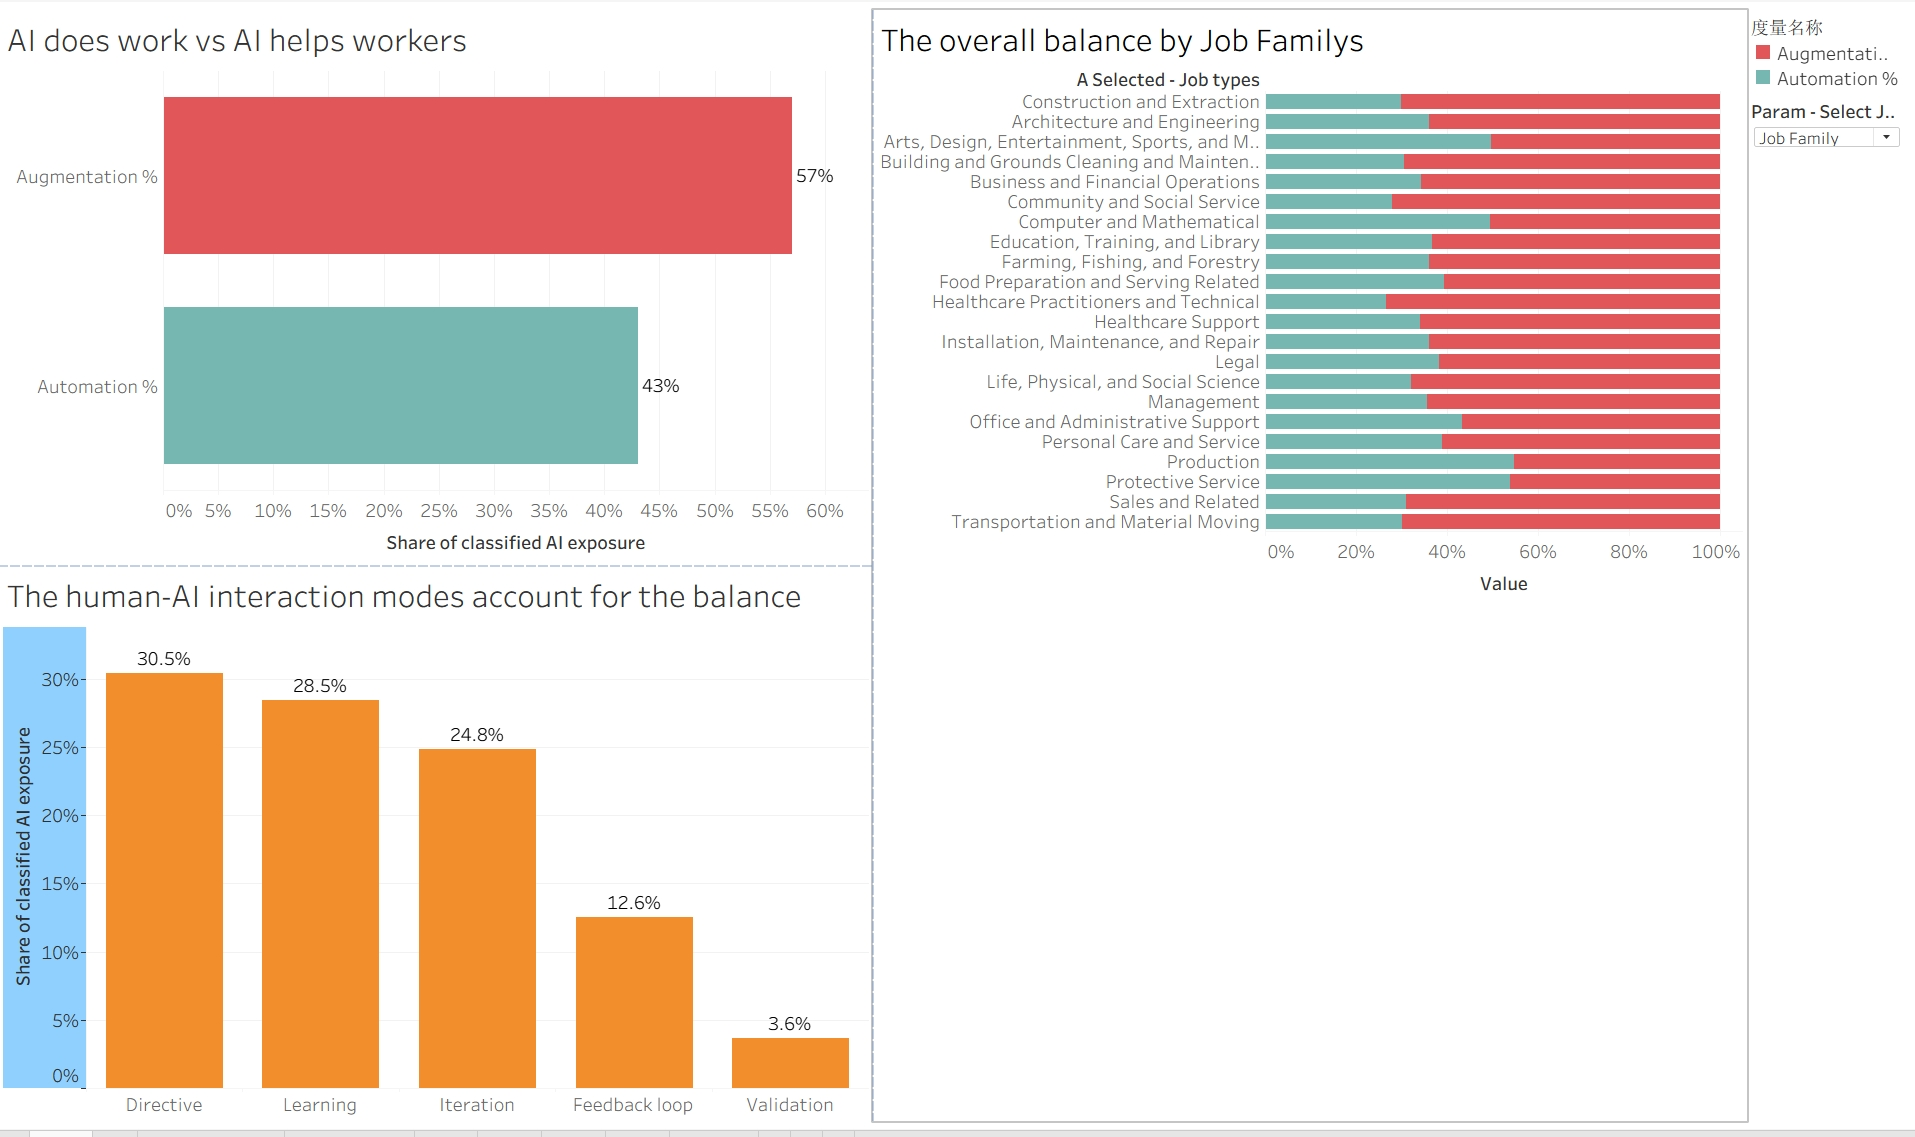 AI does work vs AI helps workers
Augmentation %
57%
Automation %
43%
0% 5% 10% 15% 20% 25% 30% 35% 40% 45% 50% 55% 60%
Share of classified AI exposure
The human-AI interaction modes account for the balance
Share of classified AI exposure
30%
25%
20%
15%
10%
5%
0%
30.5%
28.5%
24.8%
12.6%
3.6%
Directive Learning Iteration Feedback loop Validation
The overall balance by Job Familys
A Selected - Job types
Construction and Extraction
Architecture and Engineering
Arts, Design, Entertainment, Sports, and M..
Building and Grounds Cleaning and Mainten..
Business and Financial Operations
Community and Social Service
Computer and Mathematical
Education, Training, and Library
Farming, Fishing, and Forestry
Food Preparation and Serving Related
Healthcare Practitioners and Technical
Healthcare Support
Installation, Maintenance, and Repair
Legal
Life, Physical, and Social Science
Management
Office and Administrative Support
Personal Care and Service
Production
Protective Service
Sales and Related
Transportation and Material Moving
0% 20% 40% 60% 80% 100%
Value
度量名称
Augmentati..
Automation %
Param - Select J..
Job Family